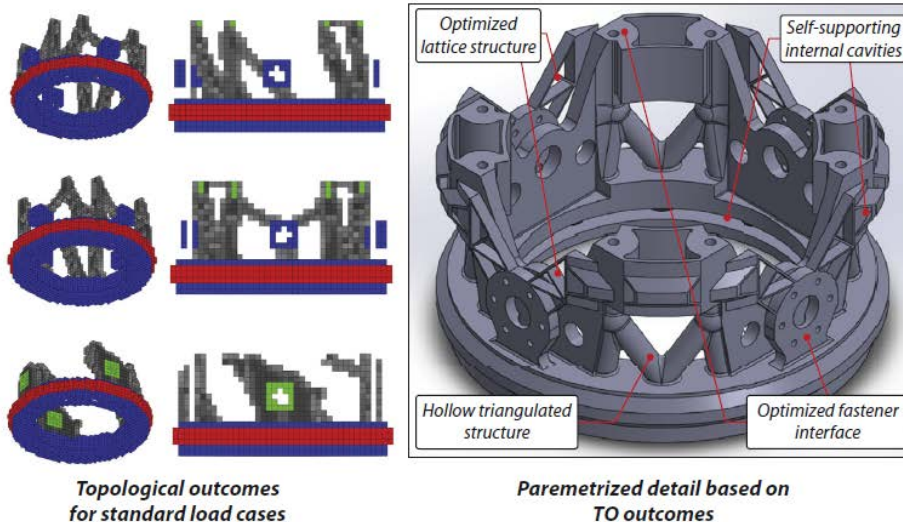 Optimized
lattice structure
Self-supporting
internal cavities
Hollow triangulated
structure
Optimized fastener
interface
Topological outcomes
for standard load cases
Paremetrized detail based on
TO outcomes